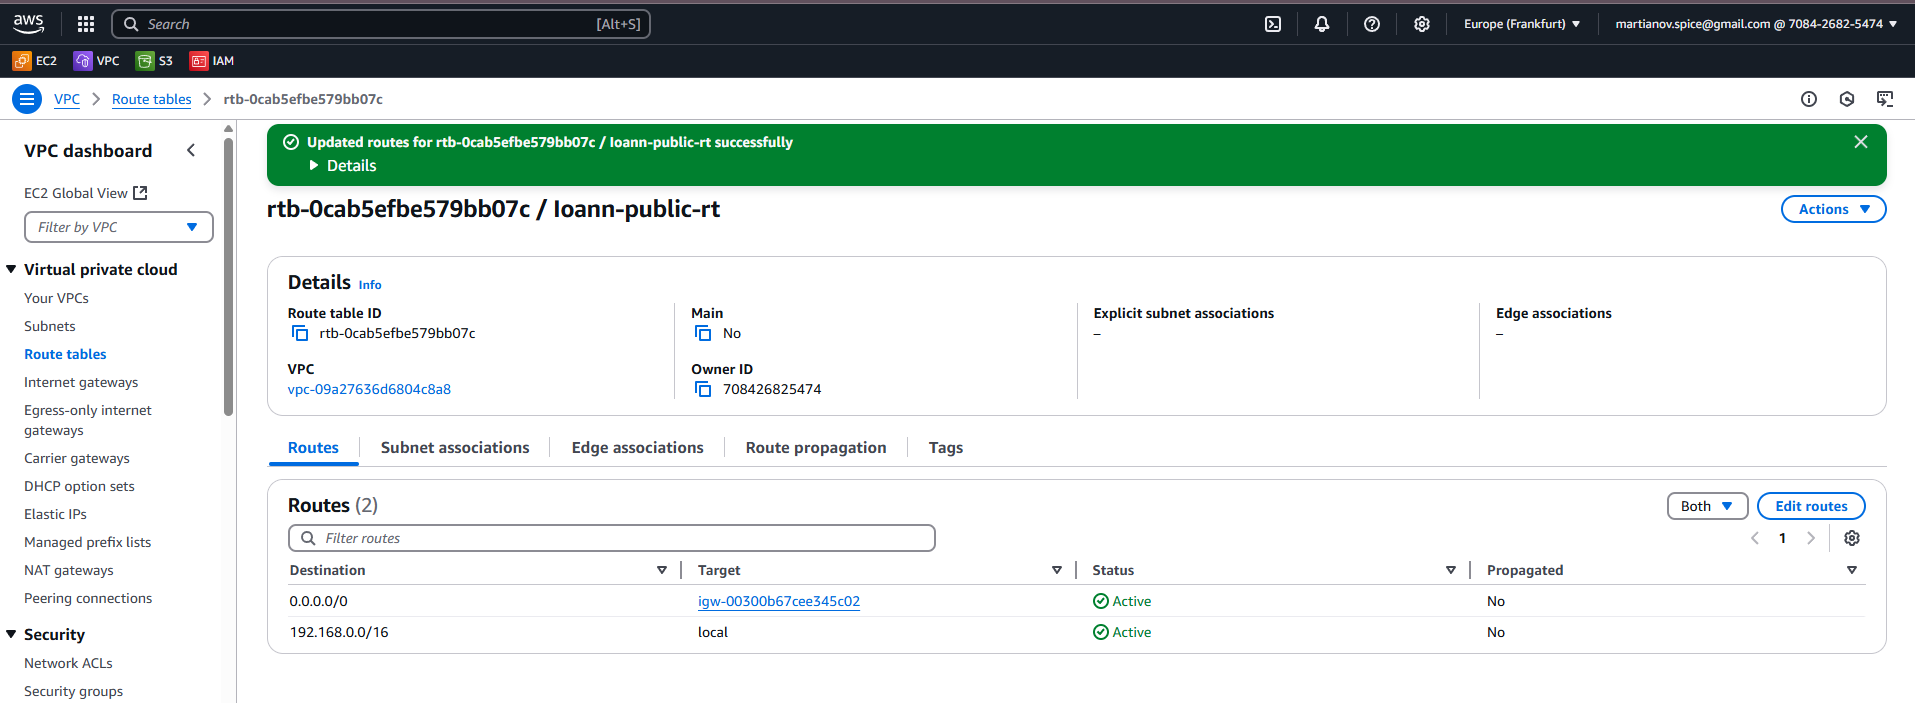 aws
Search [Alt+S]
Europe (Frankfurt)
martianov.spice@gmail.com @ 7084-2682-5474
EC2 VPC S3 IAM
VPC Route tables rtb-0cab5efbe579bb07c
VPC dashboard
EC2 Global View
Filter by VPC
Virtual private cloud
Your VPCs
Subnets
Route tables
Internet gateways
Egress-only internet
gateways
Carrier gateways
DHCP option sets
Elastic IPs
Managed prefix lists
NAT gateways
Peering connections
Security
Network ACLs
Security groups
Updated routes for rtb-0cab5efbe579bb07c / Ioann-public-rt successfully
Details
rtb-0cab5efbe579bb07c / Ioann-public-rt
Actions
Details Info
Route table ID
rtb-0cab5efbe579bb07c
VPC
vpc-09a27636d6804c8a8
Main
No
Owner ID
708426825474
Explicit subnet associations
–
Edge associations
–
Routes Subnet associations Edge associations Route propagation Tags
Routes (2)
Both Edit routes
Filter routes
1
Destination Target Status Propagated
0.0.0.0/0 igw-00300b67cee345c02 Active No
192.168.0.0/16 local Active No